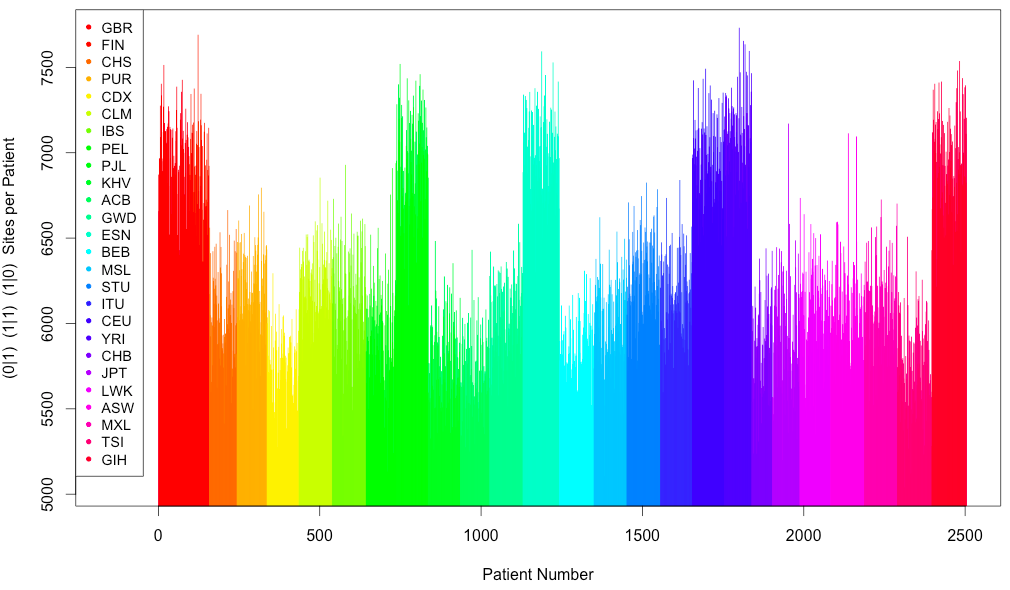 (0|1) (1|1) (1|0) Sites per Patient
7500
7000
6500
6000
5500
5000
GBR
FIN
CHS
PUR
CDX
CLM
IBS
PEL
PJL
KHV
ACB
GWD
ESN
BEB
MSL
STU
ITU
CEU
YRI
CHB
JPT
LWK
ASW
MXL
TSI
GIH
0 500 1000 1500 2000 2500
Patient Number